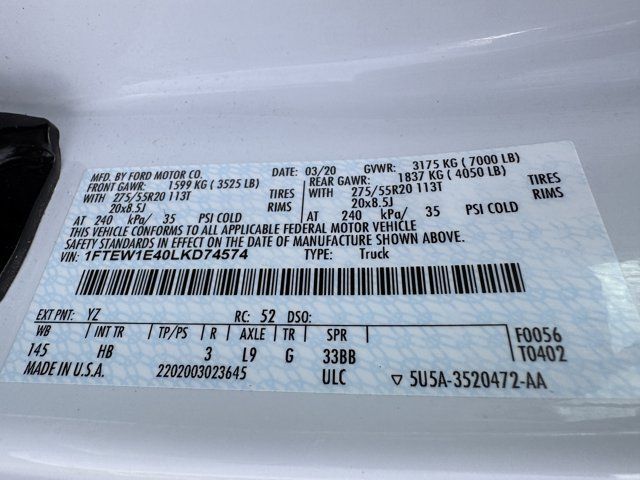 MFD. BY FORD MOTOR CO. DATE: 03/20 GVWR: 3175 KG ( 7000 LB)
FRONT GAWR: 1599 KG ( 3525 LB) REAR GAWR: 1837 KG ( 4050 LB)
WITH 275/55R20 113T TIRES WITH 275/55R20 113T TIRES
20x8.5J RIMS 20x8.5J RIMS
AT 240 kPa/ 35 PSI COLD AT 240 kPa/ 35 PSI COLD
THIS VEHICLE CONFORMS TO ALL APPLICABLE FEDERAL MOTOR VEHICLE
SAFETY STANDARDS IN EFFECT ON THE DATE OF MANUFACTURE SHOWN ABOVE.
VIN: 1FTEW1E40LKD74574 TYPE: Truck
EXT PNT: YZ RC: 52 DSO:
WB INT TR TP/PS R AXLE TR SPR F0056
145 HB 3 L9 G 33BB T0402
MADE IN U.S.A. 2202003023645 ULC ▽ 5U5A-3520472-AA